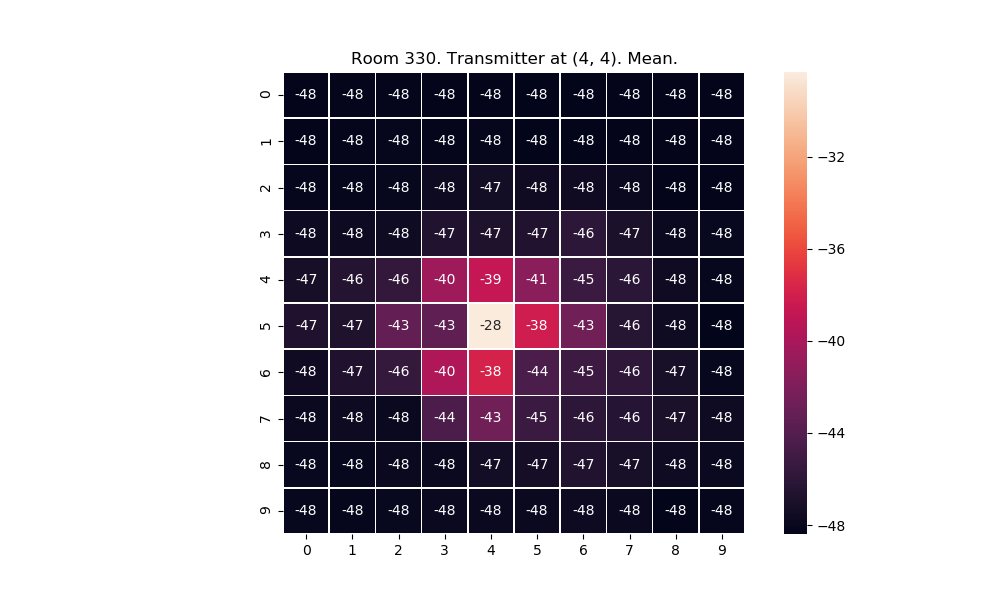 Room 330. Transmitter at (4, 4). Mean.
0 -48 -48 -48 -48 -48 -48 -48 -48 -48 -48
1 -48 -48 -48 -48 -48 -48 -48 -48 -48 -48 −32
2 -48 -48 -48 -48 -47 -48 -48 -48 -48 -48
3 -48 -48 -48 -47 -47 -47 -46 -47 -48 -48 −36
4 -47 -46 -46 -40 -39 -41 -45 -46 -48 -48
5 -47 -47 -43 -43 -28 -38 -43 -46 -48 -48 −40
6 -48 -47 -46 -40 -38 -44 -45 -46 -47 -48
7 -48 -48 -48 -44 -43 -45 -46 -46 -47 -48 −44
8 -48 -48 -48 -48 -47 -47 -47 -47 -48 -48
9 -48 -48 -48 -48 -48 -48 -48 -48 -48 -48 −48
0 1 2 3 4 5 6 7 8 9